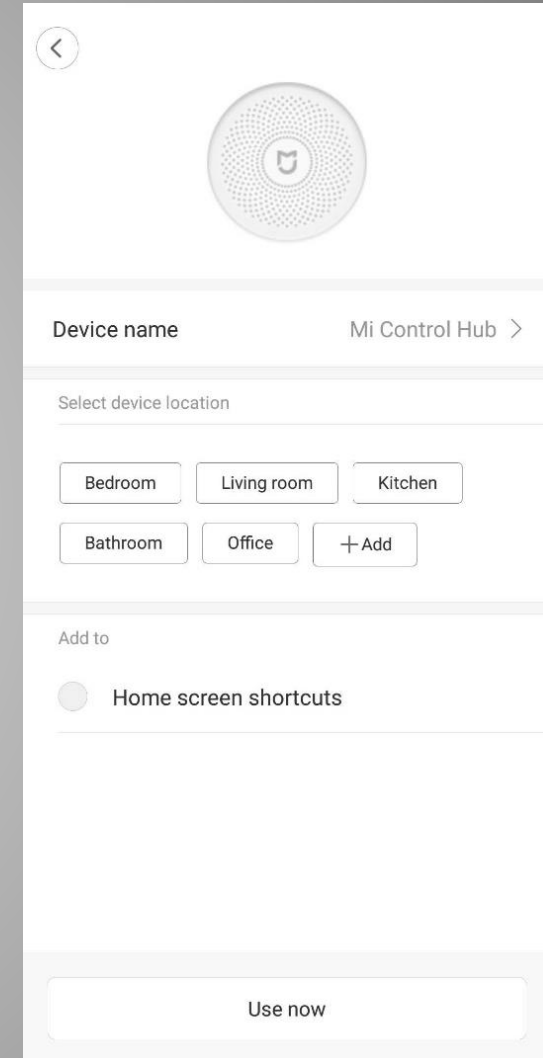 Device name Mi Control Hub
Select device location
Bedroom Living room Kitchen
Bathroom Office +Add
Add to
Home screen shortcuts
Use now